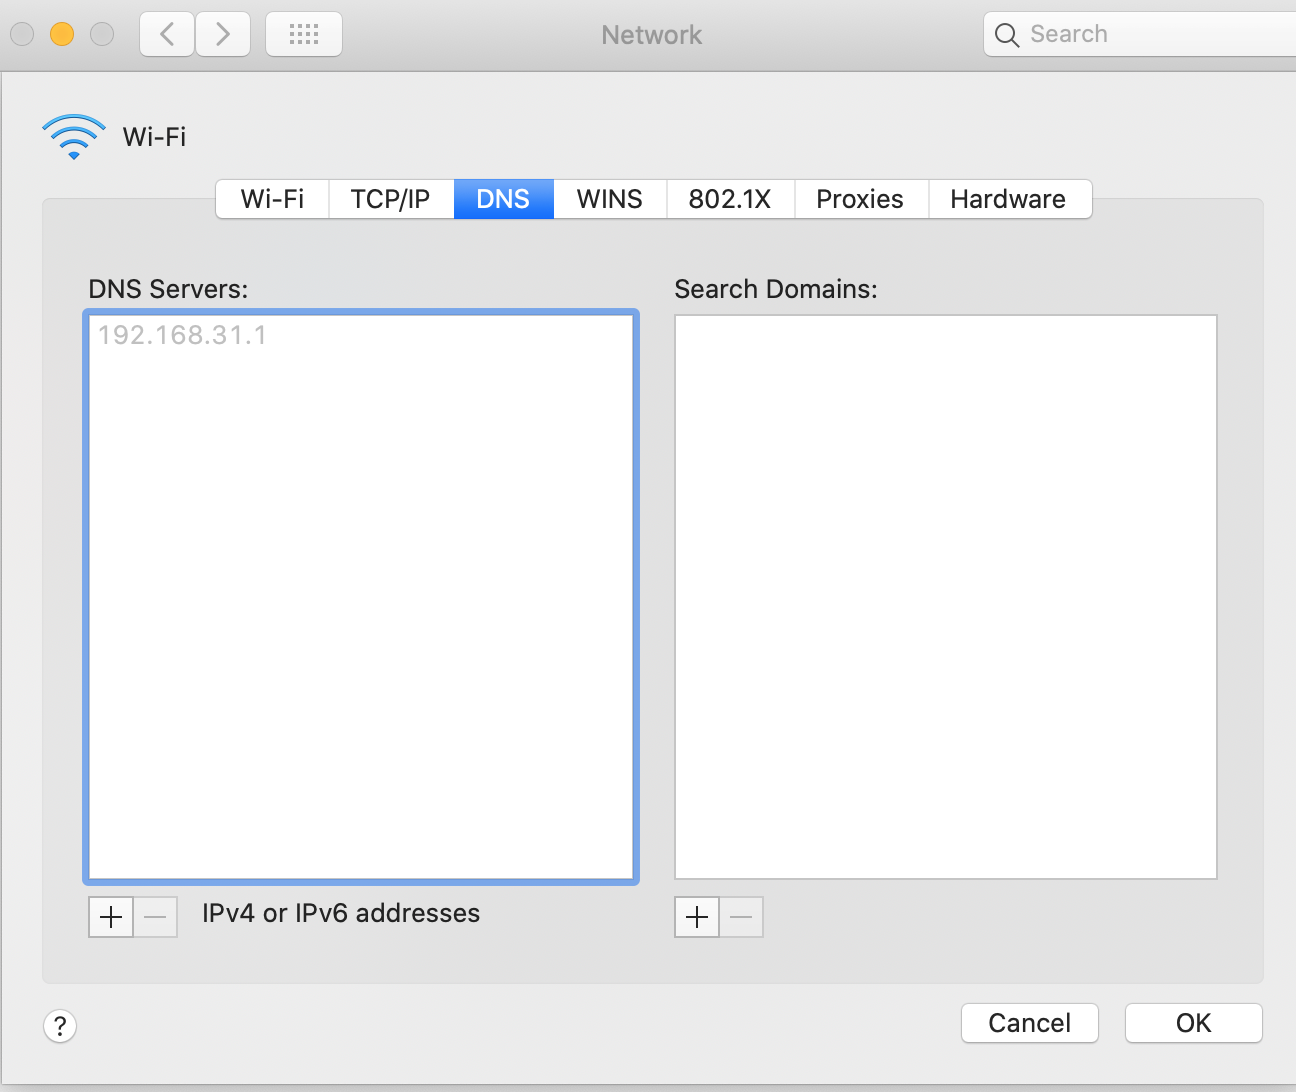 Network
Search
Wi-Fi
Wi-Fi TCP/IP DNS WINS 802.1X Proxies Hardware
DNS Servers:
192.168.31.1
Search Domains:
IPv4 or IPv6 addresses
?
Cancel
OK